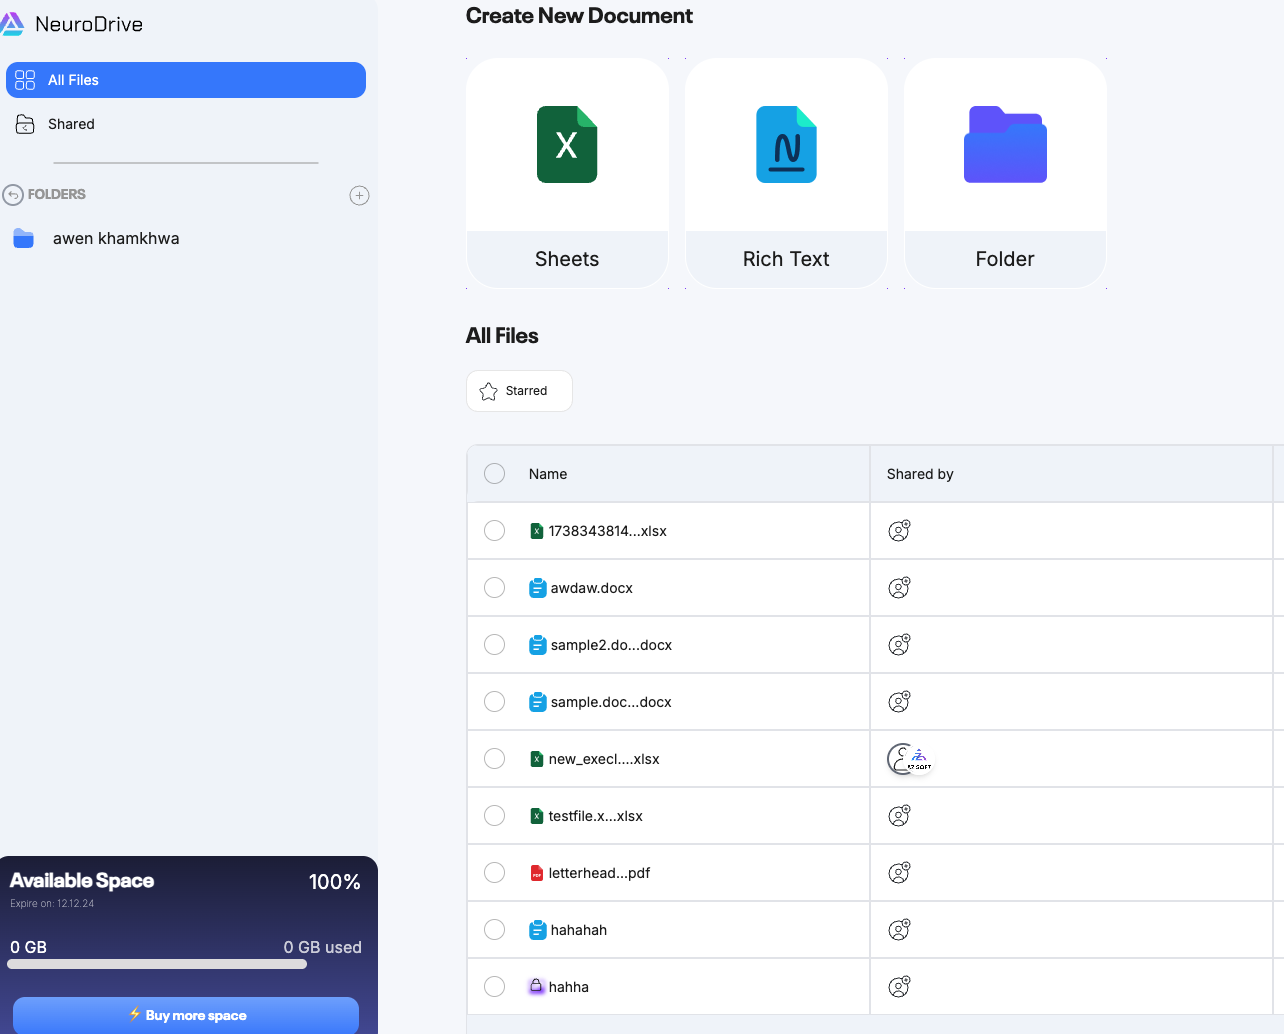 NeuroDrive
All Files
Shared
FOLDERS
awen khamkhwa
Available Space 100%
Expire on: 12.12.24
0 GB 0 GB used
⚡ Buy more space
Create New Document
X
N
Sheets Rich Text Folder
All Files
Starred
Name Shared by
1738343814...xlsx
awdaw.docx
sample2.do...docx
sample.doc...docx
new_execl....xlsx
testfile.x...xlsx
letterhead...pdf
hahahah
hahha